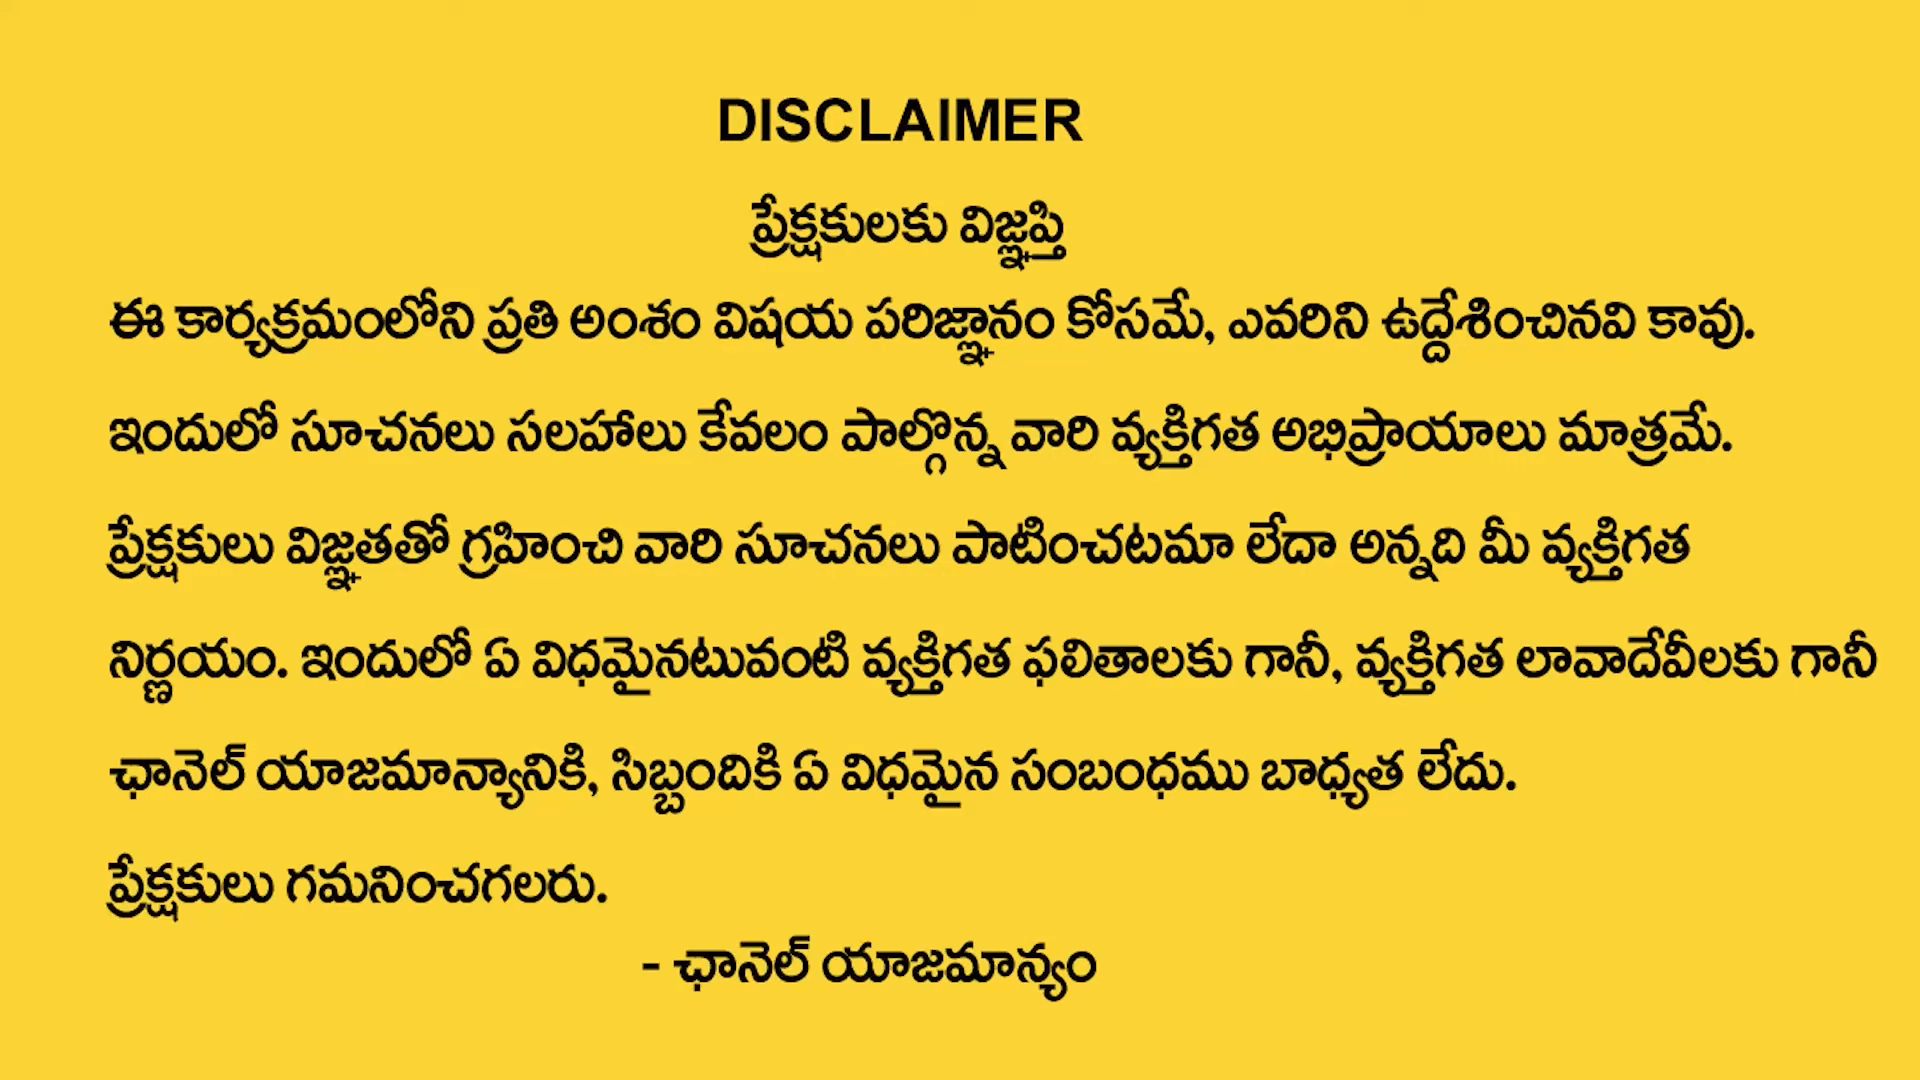 DISCLAIMER
ప్రేక్షకులకు విజ్ఞప్తి
ఈ కార్యక్రమంలోని ప్రతి అంశం విషయ పరిజ్ఞానం కోసమే, ఎవరిని ఉద్దేశించినవి కావు.
ఇందులో సూచనలు సలహాలు కేవలం పాల్గొన్న వారి వ్యక్తిగత అభిప్రాయాలు మాత్రమే.
ప్రేక్షకులు విజ్ఞతతో గ్రహించి వారి సూచనలు పాటించటమా లేదా అన్నది మీ వ్యక్తిగత
నిర్ణయం. ఇందులో ఏ విధమైనటువంటి వ్యక్తిగత ఫలితాలకు గానీ, వ్యక్తిగత లావాదేవీలకు గానీ
ఛానెల్ యాజమాన్యానికి, సిబ్బందికి ఏ విధమైన సంబంధము బాధ్యత లేదు.
ప్రేక్షకులు గమనించగలరు.
- ఛానెల్ యాజమాన్యం